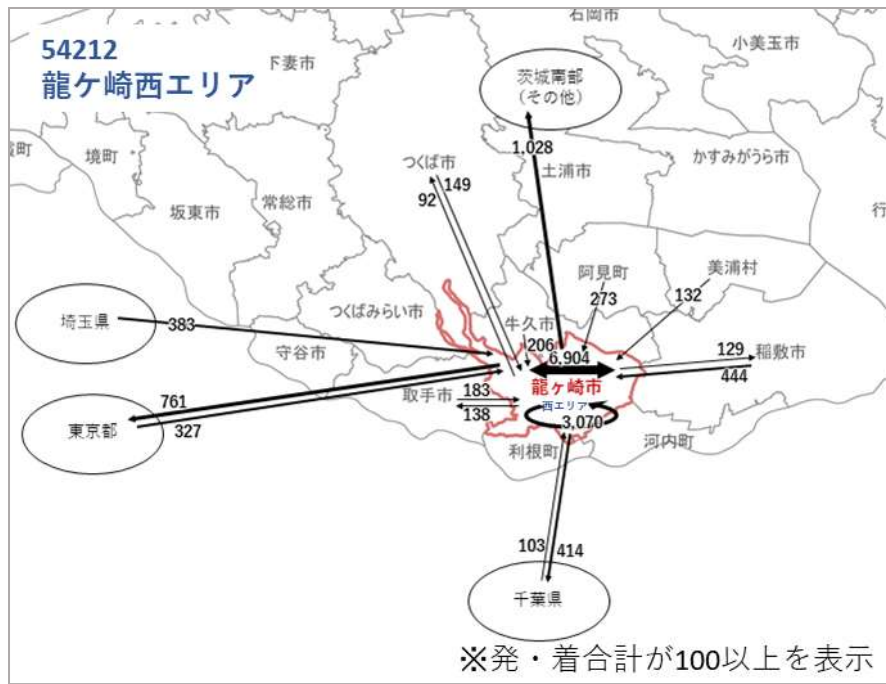 54212
龍ケ崎西エリア
石岡市
小美玉市
下妻市
茨城南部
(その他)
1,028
土浦市
かすみがうら市
つくば市
149
92
境町
坂東市
常総市
行
阿見町
273
美浦村
132
つくばみらい市
牛久市
206
6,904
埼玉県
383
守谷市
129
稲敷市
444
龍ヶ崎市
西エリア
取手市
183
138
3,070
761
327
東京都
利根町
河内町
103
414
千葉県
※発・着合計が100以上を表示